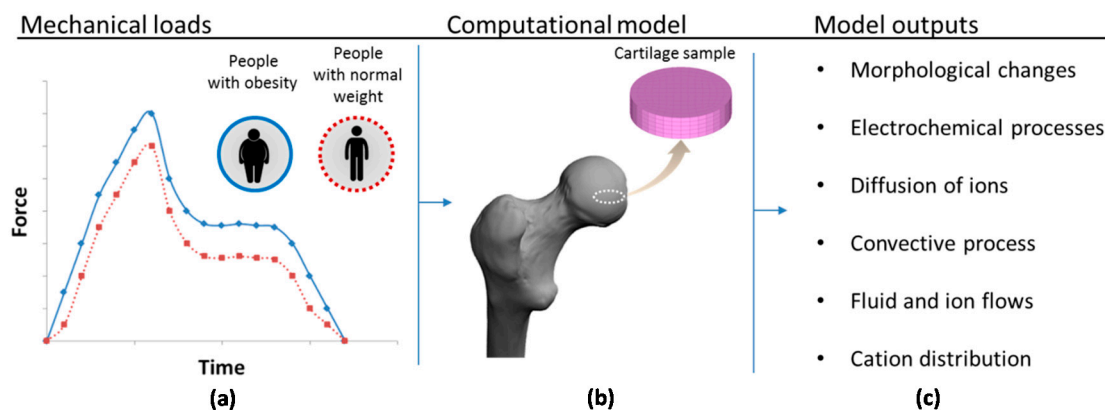 Mechanical loads
Computational model
Model outputs
People
with obesity
People
with normal
weight
Force
Time
(a)
Cartilage sample
(b)
• Morphological changes
• Electrochemical processes
• Diffusion of ions
• Convective process
• Fluid and ion flows
• Cation distribution
(c)